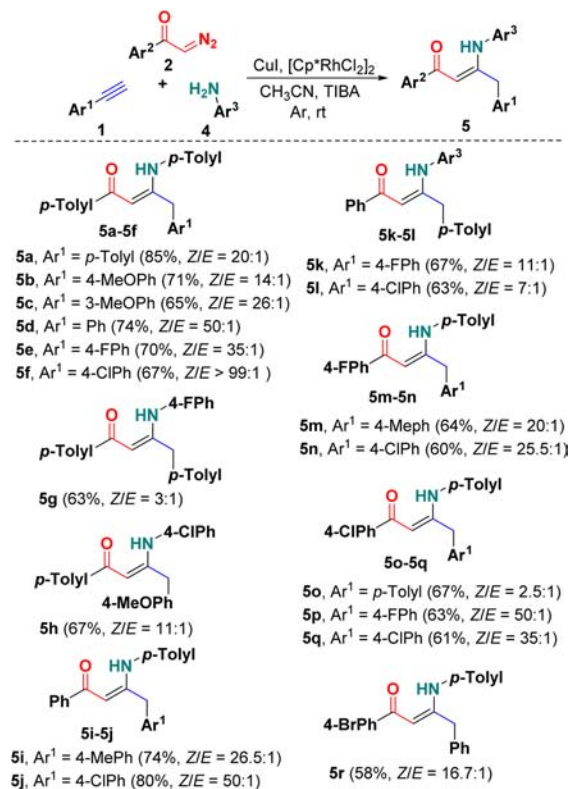 O
Ar² N₂
2
Ar¹
1
+
H₂N
Ar³
4
CuI, [Cp*RhCl₂]₂
CH₃CN, TIBA
Ar, rt
O HN Ar³
Ar²
Ar¹
5
O HN p-Tolyl
p-Tolyl
5a-5f Ar¹
5a, Ar¹ = p-Tolyl (85%, Z/E = 20:1)
5b, Ar¹ = 4-MeOPh (71%, Z/E = 14:1)
5c, Ar¹ = 3-MeOPh (65%, Z/E = 26:1)
5d, Ar¹ = Ph (74%, Z/E = 50:1)
5e, Ar¹ = 4-FPh (70%, Z/E = 35:1)
5f, Ar¹ = 4-ClPh (67%, Z/E > 99:1 )
O HN 4-FPh
p-Tolyl
p-Tolyl
5g (63%, Z/E = 3:1)
O HN 4-ClPh
p-Tolyl
4-MeOPh
5h (67%, Z/E = 11:1)
O HN p-Tolyl
Ph
5i-5j Ar¹
5i, Ar¹ = 4-MePh (74%, Z/E = 26.5:1)
5j, Ar¹ = 4-ClPh (80%, Z/E = 50:1)
O HN Ar³
Ph
5k-5l p-Tolyl
5k, Ar¹ = 4-FPh (67%, Z/E = 11:1)
5l, Ar¹ = 4-ClPh (63%, Z/E = 7:1)
O HN p-Tolyl
4-FPh
5m-5n Ar¹
5m, Ar¹ = 4-Meph (64%, Z/E = 20:1)
5n, Ar¹ = 4-ClPh (60%, Z/E = 25.5:1)
O HN p-Tolyl
4-ClPh
5o-5q Ar¹
5o, Ar¹ = p-Tolyl (67%, Z/E = 2.5:1)
5p, Ar¹ = 4-FPh (63%, Z/E = 50:1)
5q, Ar¹ = 4-ClPh (61%, Z/E = 35:1)
O HN p-Tolyl
4-BrPh
Ph
5r (58%, Z/E = 16.7:1)